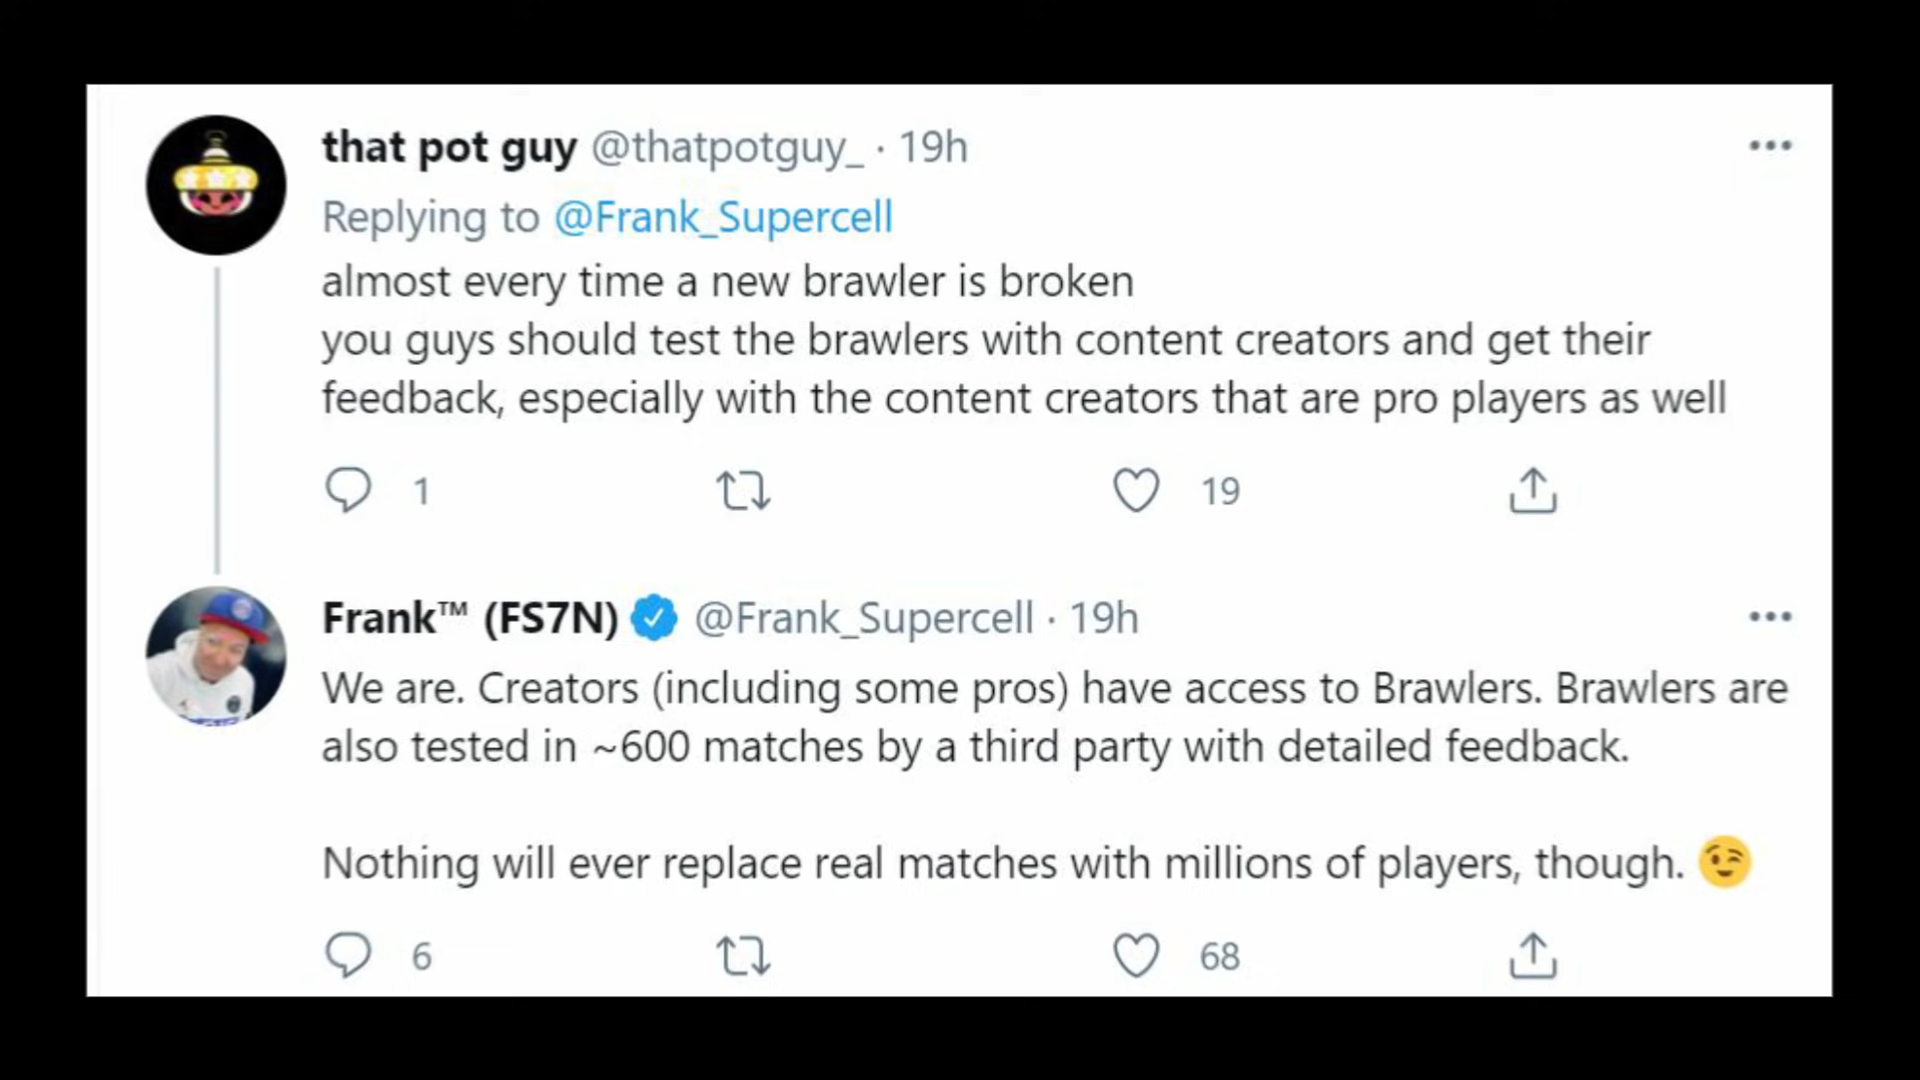 that pot guy @thatpotguy_ · 19h
Replying to @Frank_Supercell
almost every time a new brawler is broken
you guys should test the brawlers with content creators and get their
feedback, especially with the content creators that are pro players as well
1 19
Frank™ (FS7N) @Frank_Supercell · 19h
We are. Creators (including some pros) have access to Brawlers. Brawlers are
also tested in ~600 matches by a third party with detailed feedback.
Nothing will ever replace real matches with millions of players, though. 😉
6 68